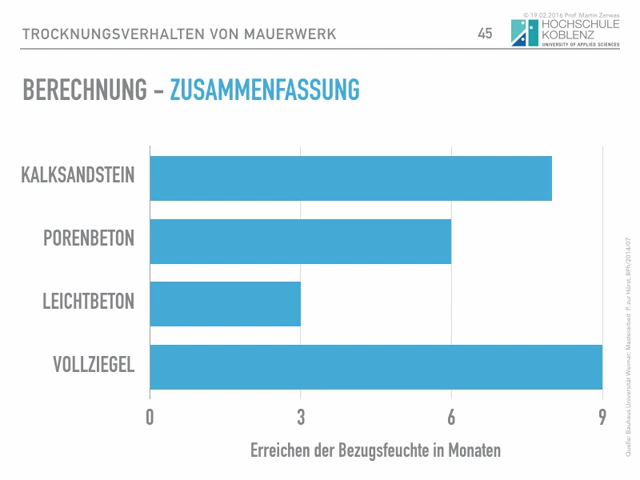 © 19.02.2016 Prof. Martin Zerwas
TROCKNUNGSVERHALTEN VON MAUERWERK
45
HOCHSCHULE
KOBLENZ
UNIVERSITY OF APPLIED SCIENCES
BERECHNUNG – ZUSAMMENFASSUNG
KALKSANDSTEIN
PORENBETON
LEICHTBETON
VOLLZIEGEL
0 3 6 9
Erreichen der Bezugsfeuchte in Monaten
Quelle: Bauhaus Universität Weimar, Masterarbeit P. zur Hörst, BPh/2014/07